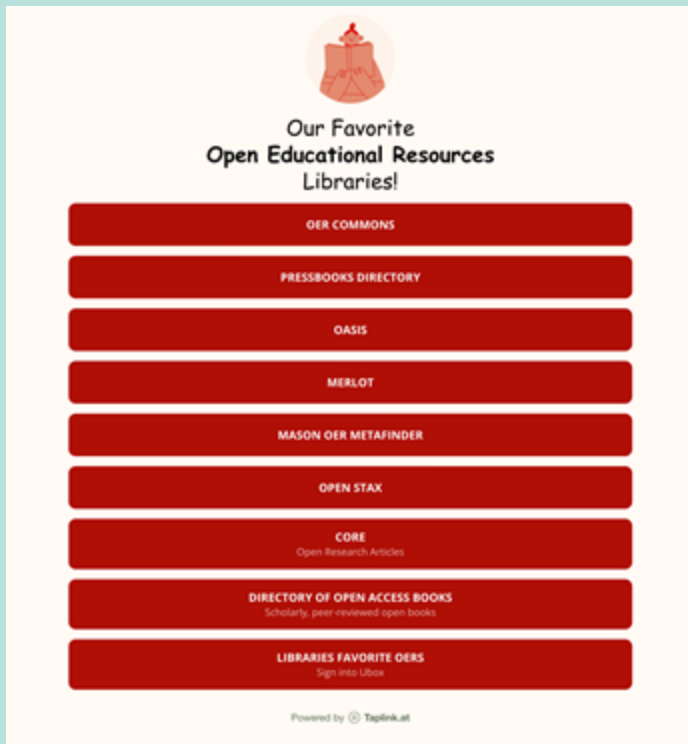 Our Favorite
Open Educational Resources
Libraries!
OER COMMONS
PRESSBOOKS DIRECTORY
OASIS
MERLOT
MASON OER METAFINDER
OPEN STAX
CORE
Open Research Articles
DIRECTORY OF OPEN ACCESS BOOKS
Scholarly, peer-reviewed open books
LIBRARIES FAVORITE OERS
Sign into Ubox
Powered by Taplink.at